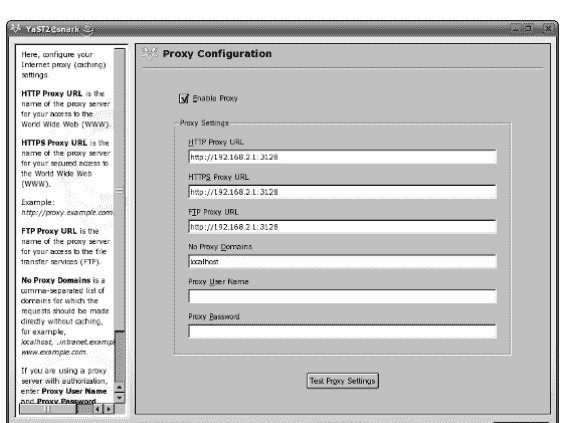 YaST2@snark
Here, configure your
Internet proxy (caching)
settings.
HTTP Proxy URL is the
name of the proxy server
for your access to the
World Wide Web (WWW).
HTTPS Proxy URL is the
name of the proxy server
for your secured access to
the World Wide Web
(WWW).
Example:
http://proxy.example.com
FTP Proxy URL is the
name of the proxy server
for your access to the file
transfer services (FTP).
No Proxy Domains is a
comma-separated list of
domains for which the
requests should be made
directly without caching,
for example,
localhost, .intranet.exampl
www.example.com.
If you are using a proxy
server with authorization,
enter Proxy User Name
and Proxy Password
Proxy Configuration
Enable Proxy
Proxy Settings
HTTP Proxy URL
http://192.168.2.1:3128
HTTPS Proxy URL
http://192.168.2.1:3128
FTP Proxy URL
http://192.168.2.1:3128
No Proxy Domains
localhost
Proxy User Name
Proxy Password
Test Proxy Settings